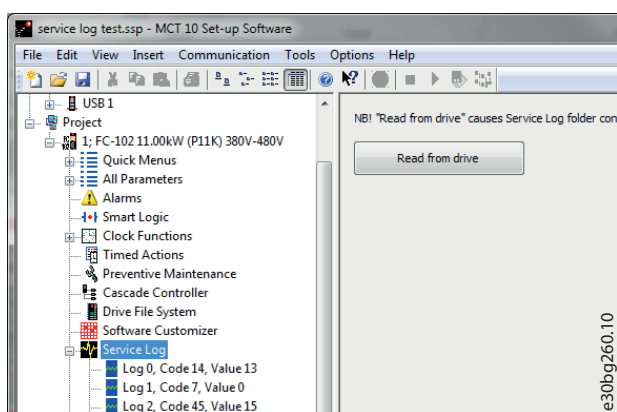 service log test.ssp - MCT 10 Set-up Software
File Edit View Insert Communication Tools Options Help
USB 1
Project
1; FC-102 11.00kW (P11K) 380V-480V
Quick Menus
All Parameters
Alarms
Smart Logic
Clock Functions
Timed Actions
Preventive Maintenance
Cascade Controller
Drive File System
Software Customizer
Service Log
Log 0, Code 14, Value 13
Log 1, Code 7, Value 0
Log 2, Code 45, Value 15
NB! "Read from drive" causes Service Log folder con
Read from drive
e30bg260.10